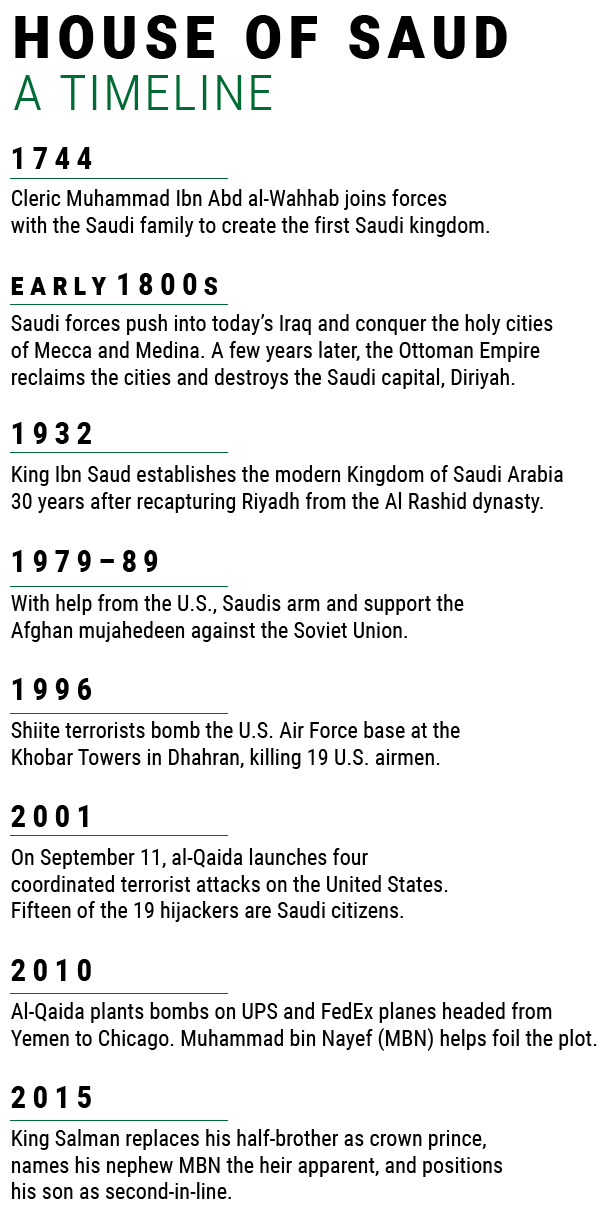 HOUSE OF SAUD
A TIMELINE
1744
Cleric Muhammad Ibn Abd al-Wahhab joins forces
with the Saudi family to create the first Saudi kingdom.
EARLY 1800S
Saudi forces push into today’s Iraq and conquer the holy cities
of Mecca and Medina. A few years later, the Ottoman Empire
reclaims the cities and destroys the Saudi capital, Diriyah.
1932
King Ibn Saud establishes the modern Kingdom of Saudi Arabia
30 years after recapturing Riyadh from the Al Rashid dynasty.
1979–89
With help from the U.S., Saudis arm and support the
Afghan mujahedeen against the Soviet Union.
1996
Shiite terrorists bomb the U.S. Air Force base at the
Khobar Towers in Dhahran, killing 19 U.S. airmen.
2001
On September 11, al-Qaida launches four
coordinated terrorist attacks on the United States.
Fifteen of the 19 hijackers are Saudi citizens.
2010
Al-Qaida plants bombs on UPS and FedEx planes headed from
Yemen to Chicago. Muhammad bin Nayef (MBN) helps foil the plot.
2015
King Salman replaces his half-brother as crown prince,
names his nephew MBN the heir apparent, and positions
his son as second-in-line.